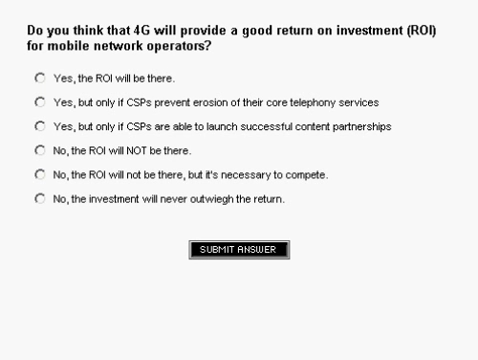 Do you think that 4G will provide a good return on investment (ROI)
for mobile network operators?
Yes, the ROI will be there.
Yes, but only if CSPs prevent erosion of their core telephony services
Yes, but only if CSPs are able to launch successful content partnerships
No, the ROI will NOT be there.
No, the ROI will not be there, but it's necessary to compete.
No, the investment will never outwiegh the return.
SUBMIT ANSWER